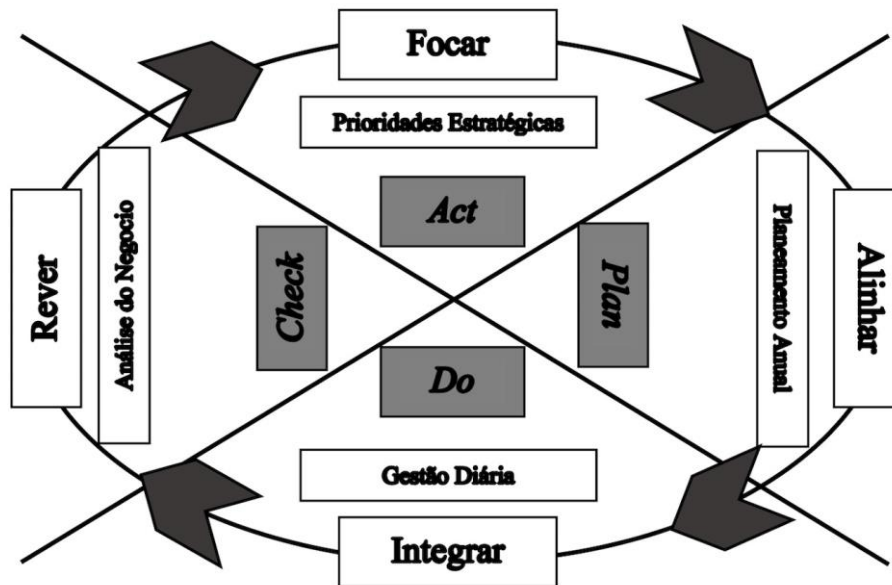 Focar
Prioridades Estratégicas
Act
Rever
Análise do Negocio
Check
Plan
Planeamento Anual
Alinhar
Do
Gestão Diária
Integrar